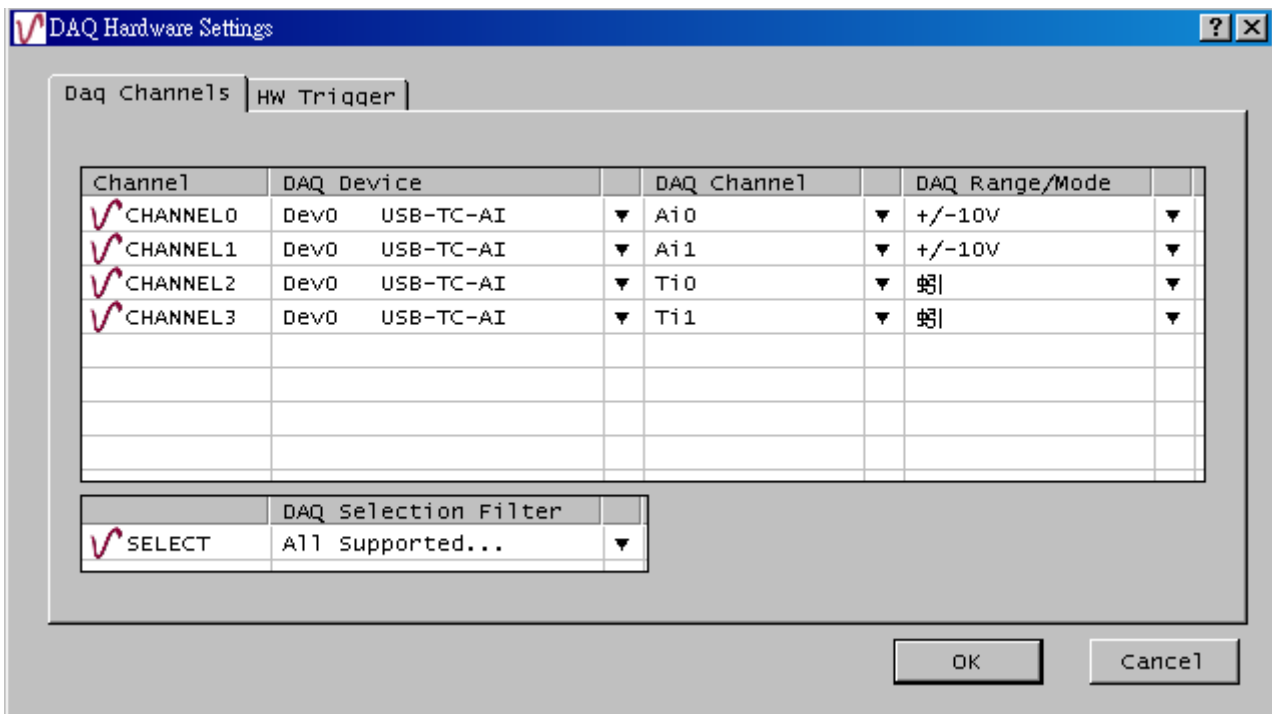 DAQ Hardware Settings
Daq Channels HW Trigger
Channel DAQ Device DAQ Channel DAQ Range/Mode
CHANNEL0 Dev0 USB-TC-AI Ai0 +/-10V
CHANNEL1 Dev0 USB-TC-AI Ai1 +/-10V
CHANNEL2 Dev0 USB-TC-AI Ti0
CHANNEL3 Dev0 USB-TC-AI Ti1
DAQ Selection Filter
SELECT All Supported...
OK Cancel